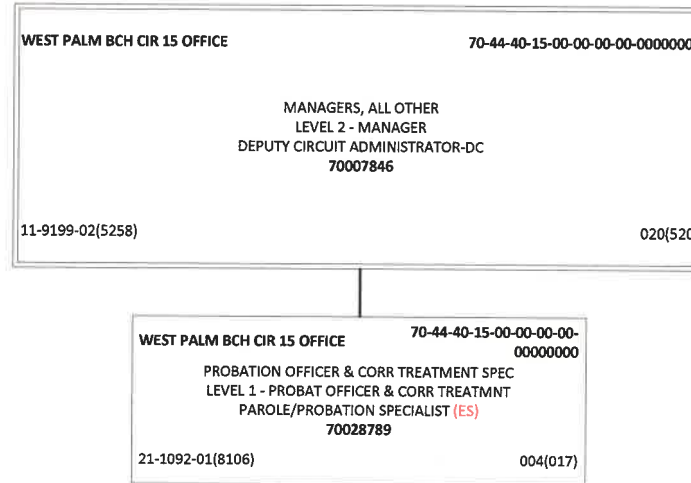 WEST PALM BCH CIR 15 OFFICE 70-44-40-15-00-00-00-00-0000000
MANAGERS, ALL OTHER
LEVEL 2 - MANAGER
DEPUTY CIRCUIT ADMINISTRATOR-DC
70007846
11-9199-02(5258) 020(520
WEST PALM BCH CIR 15 OFFICE 70-44-40-15-00-00-00-00-
00000000
PROBATION OFFICER & CORR TREATMENT SPEC
LEVEL 1 - PROBAT OFFICER & CORR TREATMNT
PAROLE/PROBATION SPECIALIST (ES)
70028789
21-1092-01(8106) 004(017)